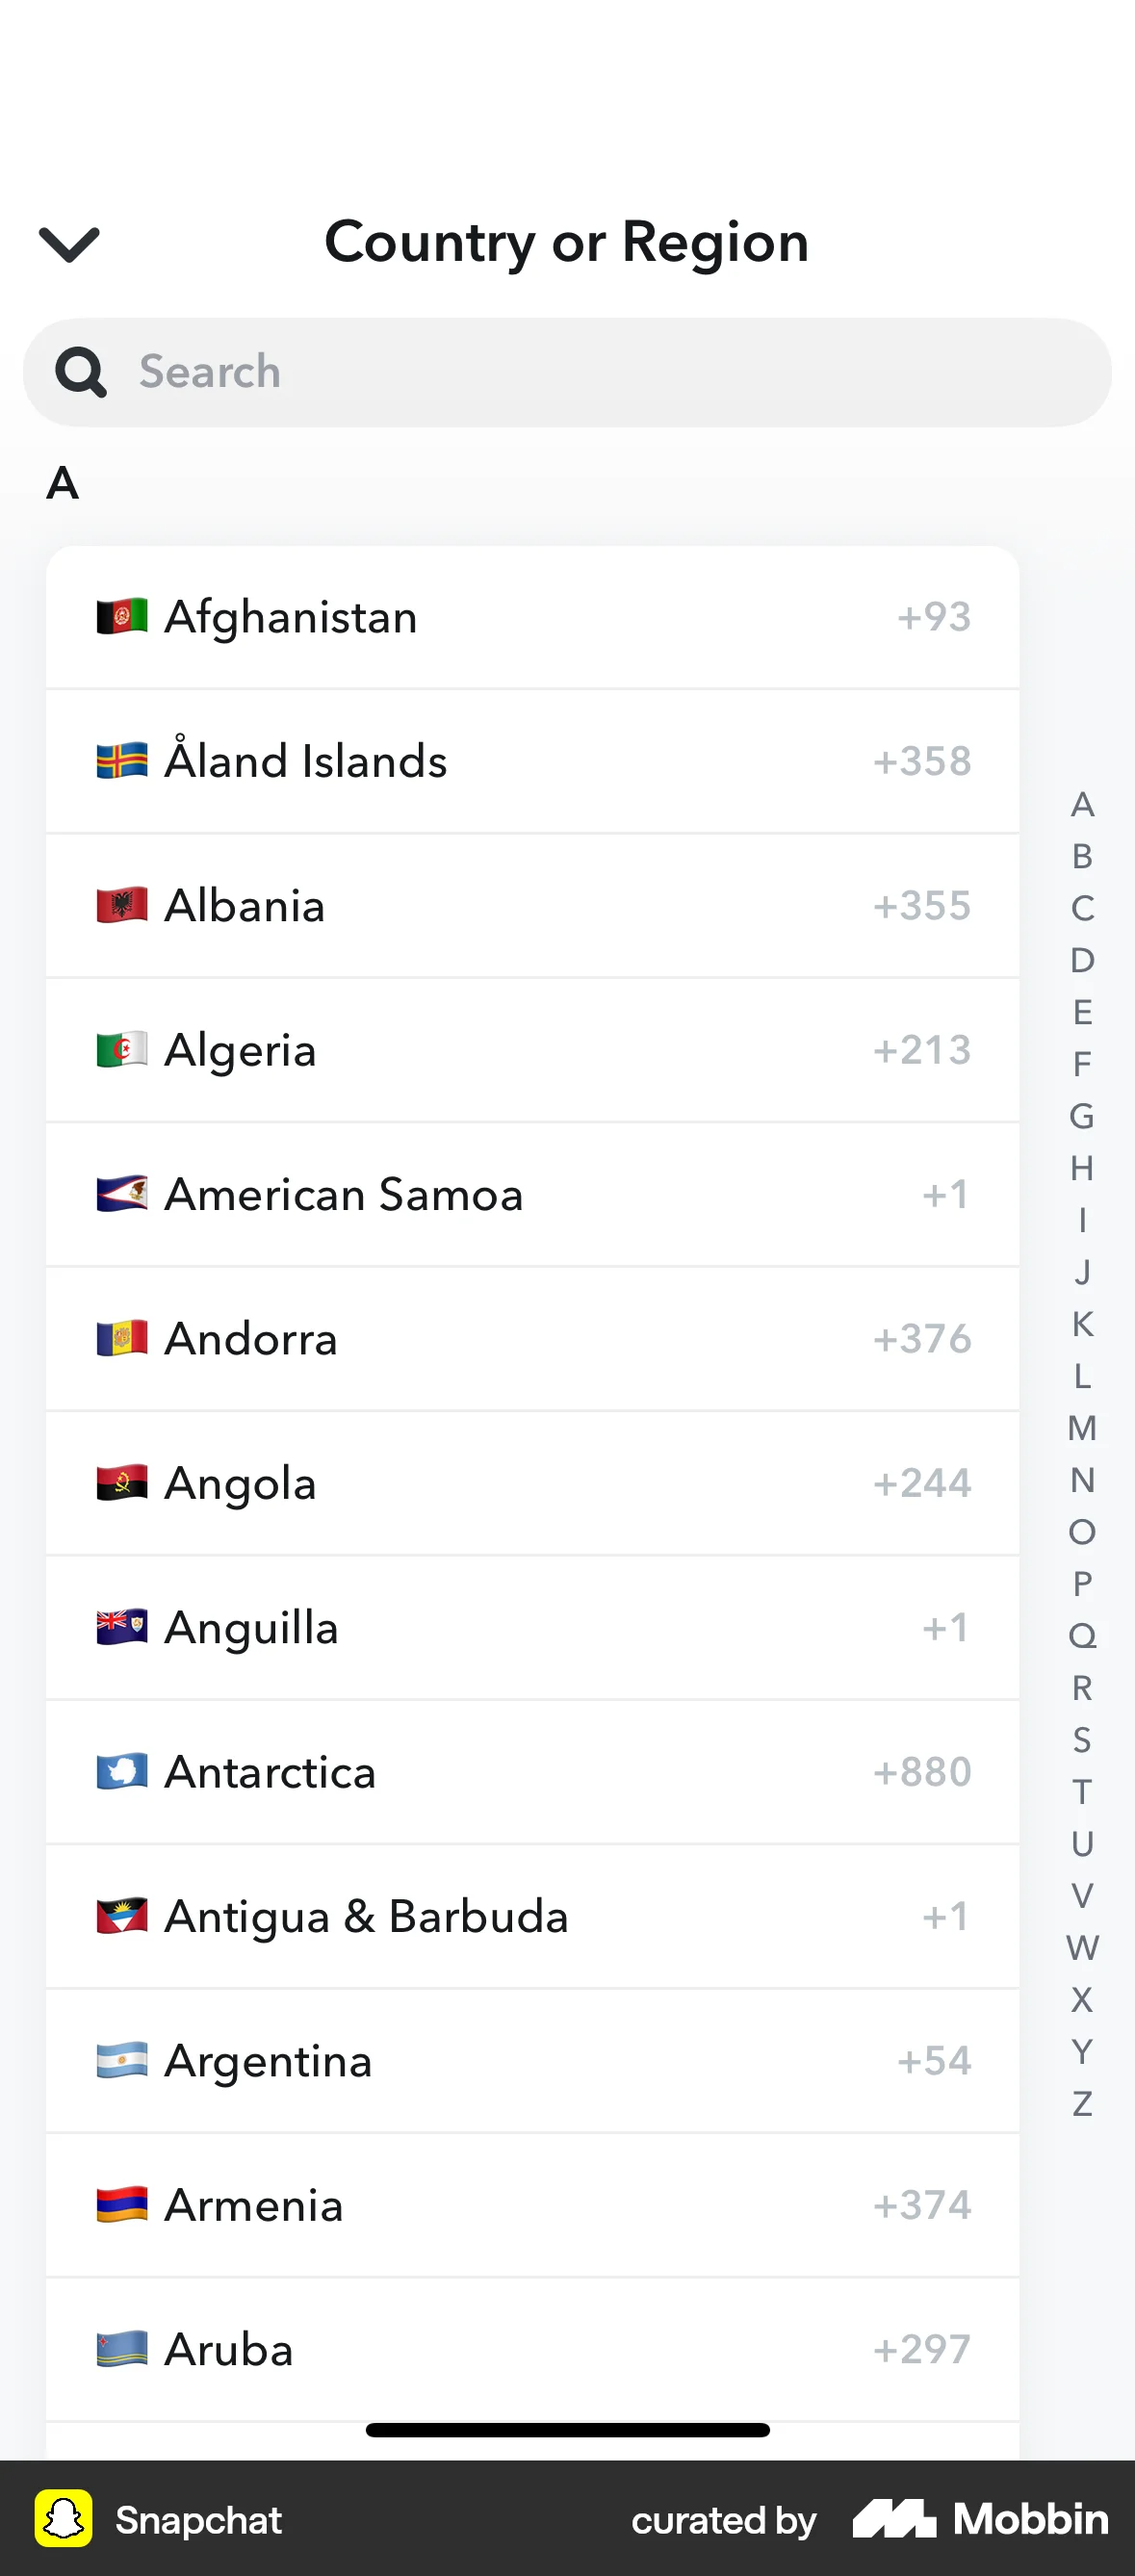 Country or Region
Search
A
Afghanistan +93
Åland Islands +358
Albania +355
Algeria +213
American Samoa +1
Andorra +376
Angola +244
Anguilla +1
Antarctica +880
Antigua & Barbuda +1
Argentina +54
Armenia +374
Aruba +297
A
B
C
D
E
F
G
H
I
J
K
L
M
N
O
P
Q
R
S
T
U
V
W
X
Y
Z
Snapchat
curated by Mobbin